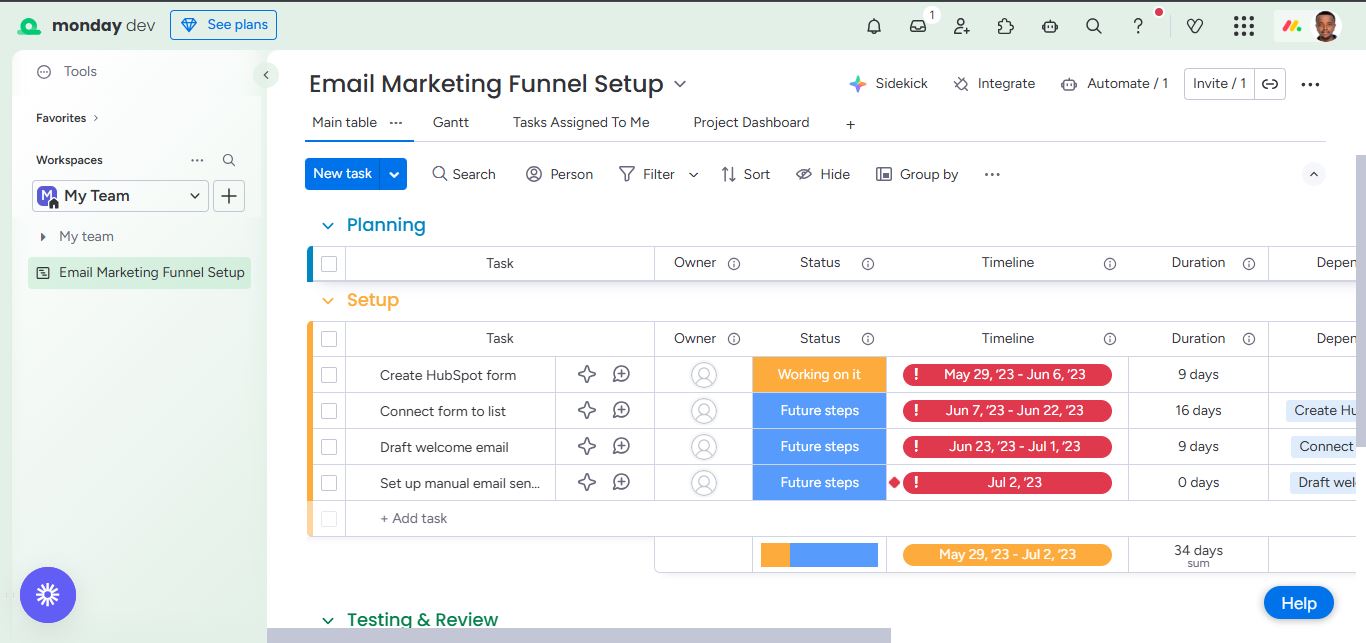 monday dev
See plans
1
Tools
Favorites
Workspaces
M
My Team
My team
Email Marketing Funnel Setup
Email Marketing Funnel Setup
Sidekick
Integrate
Automate / 1
Invite / 1
Main table
Gantt
Tasks Assigned To Me
Project Dashboard
New task
Search
Person
Filter
Sort
Hide
Group by
Planning
Task Owner Status Timeline Duration Depen
Setup
Task Owner Status Timeline Duration Depen
Create HubSpot form Working on it ! May 29, '23 - Jun 6, '23 9 days
Connect form to list Future steps ! Jun 7, '23 - Jun 22, '23 16 days Create Hu
Draft welcome email Future steps ! Jun 23, '23 - Jul 1, '23 9 days Connect
Set up manual email sen... Future steps ! Jul 2, '23 0 days Draft wel
+ Add task
May 29, '23 - Jul 2, '23 34 days
sum
Help
Testing & Review